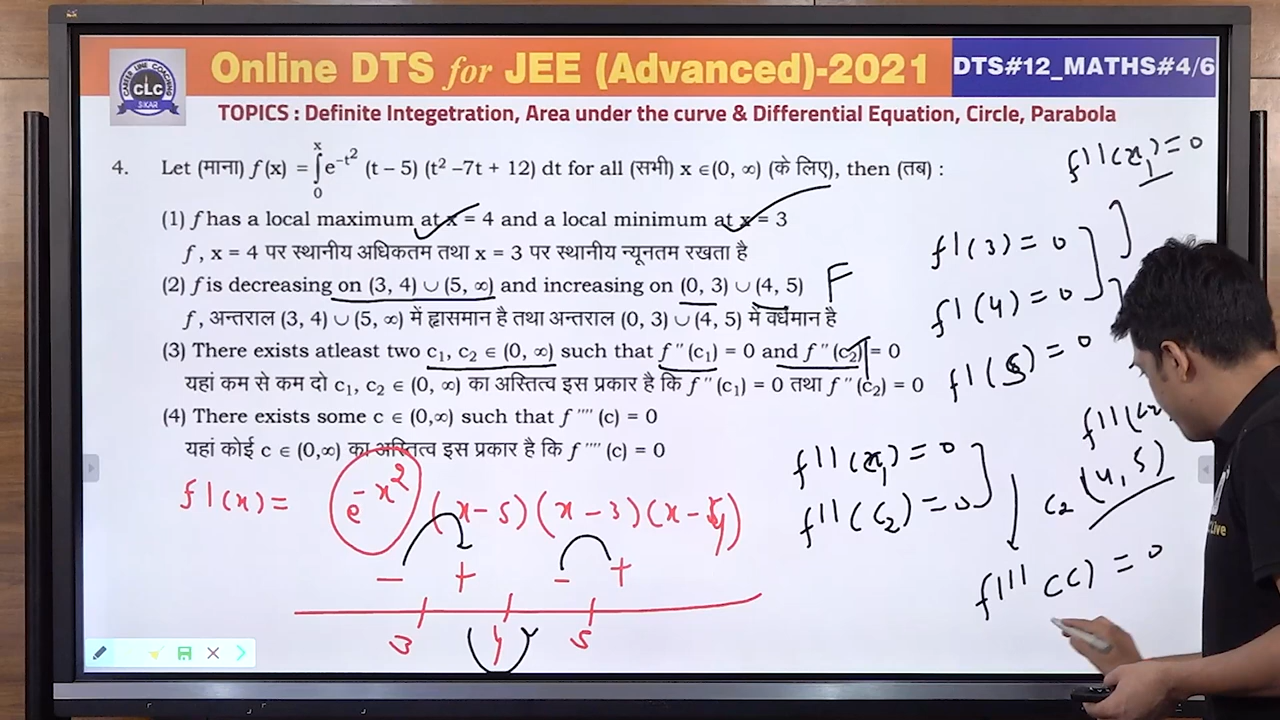 Online DTS for JEE (Advanced)-2021
DTS#12_MATHS#4/6
CAREER LINE COACHING
CLC
SIKAR
TOPICS : Definite Integetration, Area under the curve & Differential Equation, Circle, Parabola
4. Let (माना) f(x) = ∫₀ˣ e^{-t²} (t – 5) (t² –7t + 12) dt for all (सभी) x ∈(0, ∞) (के लिए), then (तब) :
(1) f has a local maximum at x = 4 and a local minimum at x = 3
f , x = 4 पर स्थानीय अधिकतम तथा x = 3 पर स्थानीय न्यूनतम रखता है
(2) f is decreasing on (3, 4) ∪ (5, ∞) and increasing on (0, 3) ∪ (4, 5) F
f , अन्तराल (3, 4) ∪ (5, ∞) में ह्रासमान है तथा अन्तराल (0, 3) ∪ (4, 5) में वर्धमान है
(3) There exists atleast two c₁, c₂ ∈ (0, ∞) such that f ''(c₁) = 0 and f ''(c₂) = 0
यहां कम से कम दो c₁, c₂ ∈ (0, ∞) का अस्तित्व इस प्रकार है कि f ''(c₁) = 0 तथा f ''(c₂) = 0
(4) There exists some c ∈ (0,∞) such that f ''''(c) = 0
यहां कोई c ∈ (0,∞) का अस्तित्व इस प्रकार है कि f ''''(c) = 0
f''(x₁) = 0
f'(3) = 0
f'(4) = 0
f'(5) = 0
f'(x) = e^{-x²} (x-5)(x-3)(x-4)
- + - +
3 4 5
f''(x₁) = 0
f''(c₂) = 0
c₂ (4,5)
f'''(c) = 0
Live